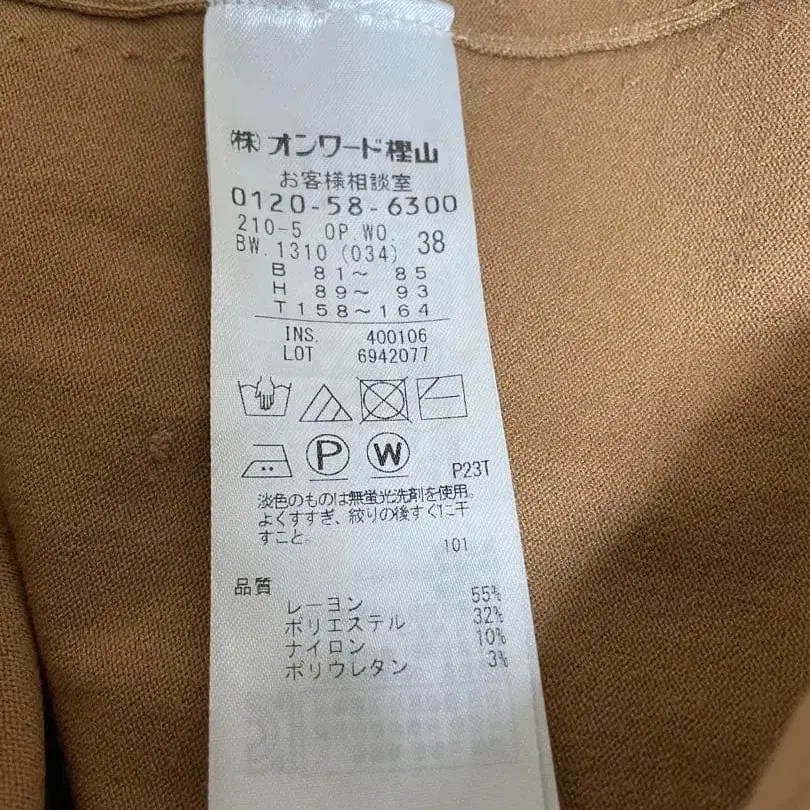 ㈱オンワード樫山
お客様相談室
0120-58-6300
210-5 OP.WO.
BW.1310 (034) 38
B 81～ 85
H 89～ 93
T158～164
INS. 400106
LOT 6942077
P W P23T
淡色のものは無蛍光洗剤を使用。
よくすすぎ、絞りの後すぐに干
すこと。
101
品質
レーヨン 55%
ポリエステル 32%
ナイロン 10%
ポリウレタン 3%